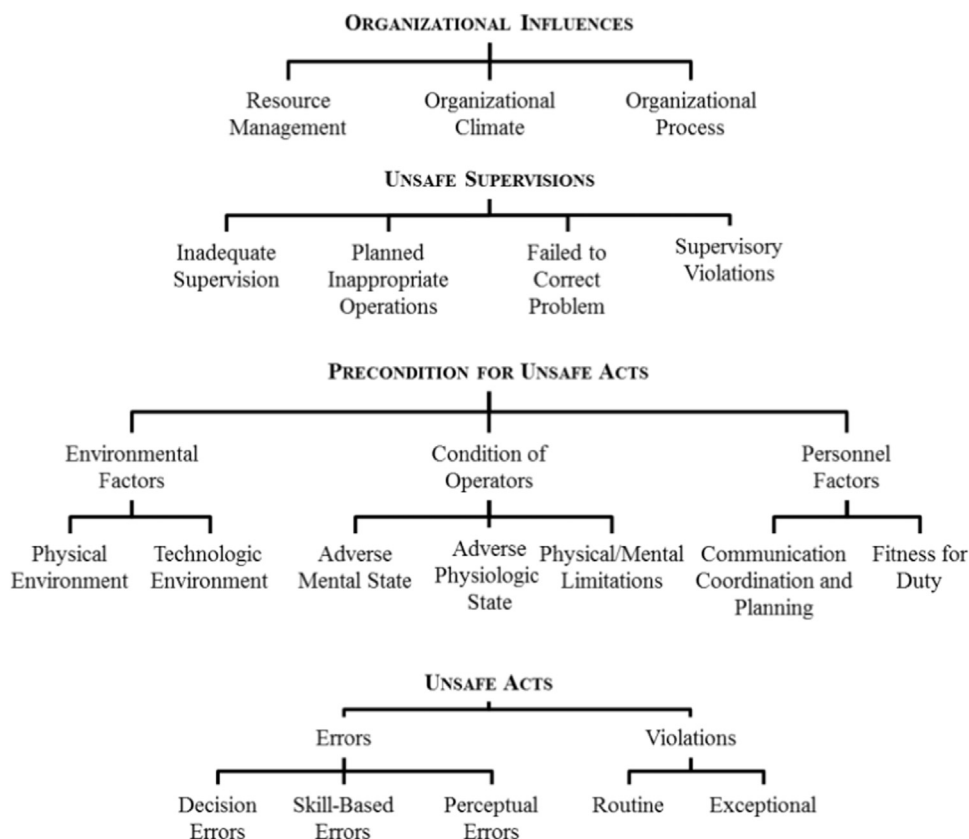 ORGANIZATIONAL INFLUENCES
Resource
Management
Organizational
Climate
Organizational
Process
UNSAFE SUPERVISIONS
Inadequate
Supervision
Planned
Inappropriate
Operations
Failed to
Correct
Problem
Supervisory
Violations
PRECONDITION FOR UNSAFE ACTS
Environmental
Factors
Condition of
Operators
Personnel
Factors
Physical
Environment
Technologic
Environment
Adverse
Mental State
Adverse
Physiologic
State
Physical/Mental
Limitations
Communication
Coordination and
Planning
Fitness for
Duty
UNSAFE ACTS
Errors
Violations
Decision
Errors
Skill-Based
Errors
Perceptual
Errors
Routine
Exceptional